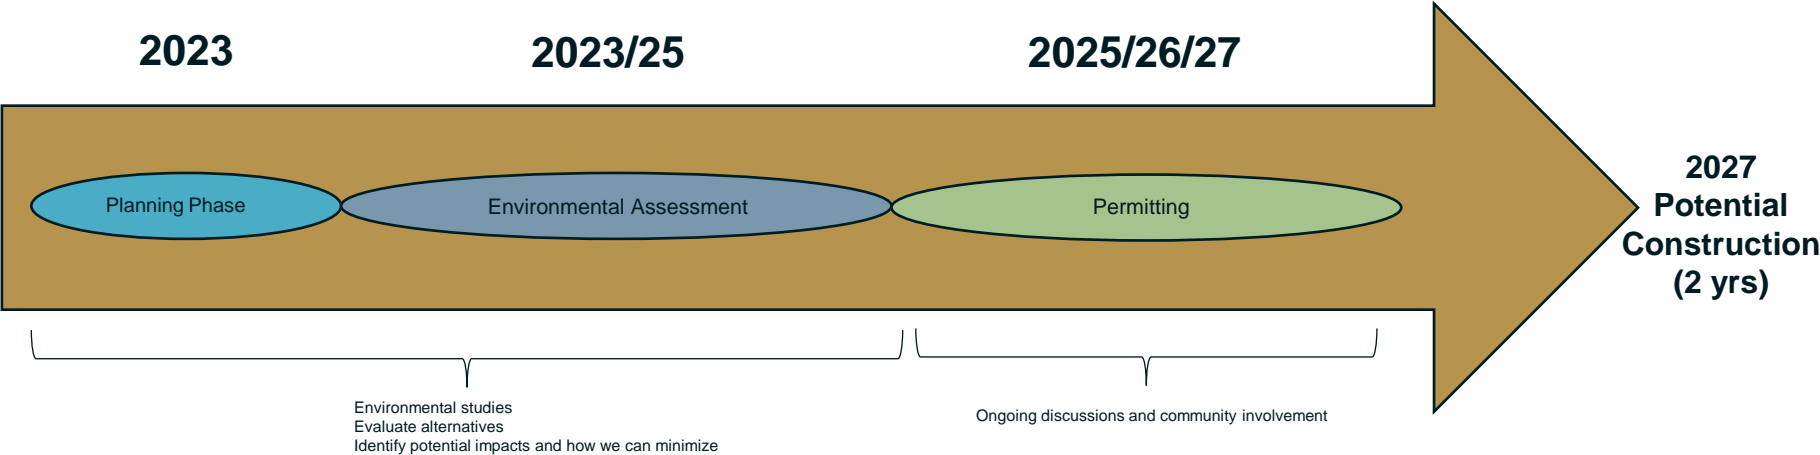 2023
2023/25
2025/26/27
Planning Phase
Environmental Assessment
Permitting
2027
Potential
Construction
(2 yrs)
Environmental studies
Evaluate alternatives
Identify potential impacts and how we can minimize
Ongoing discussions and community involvement